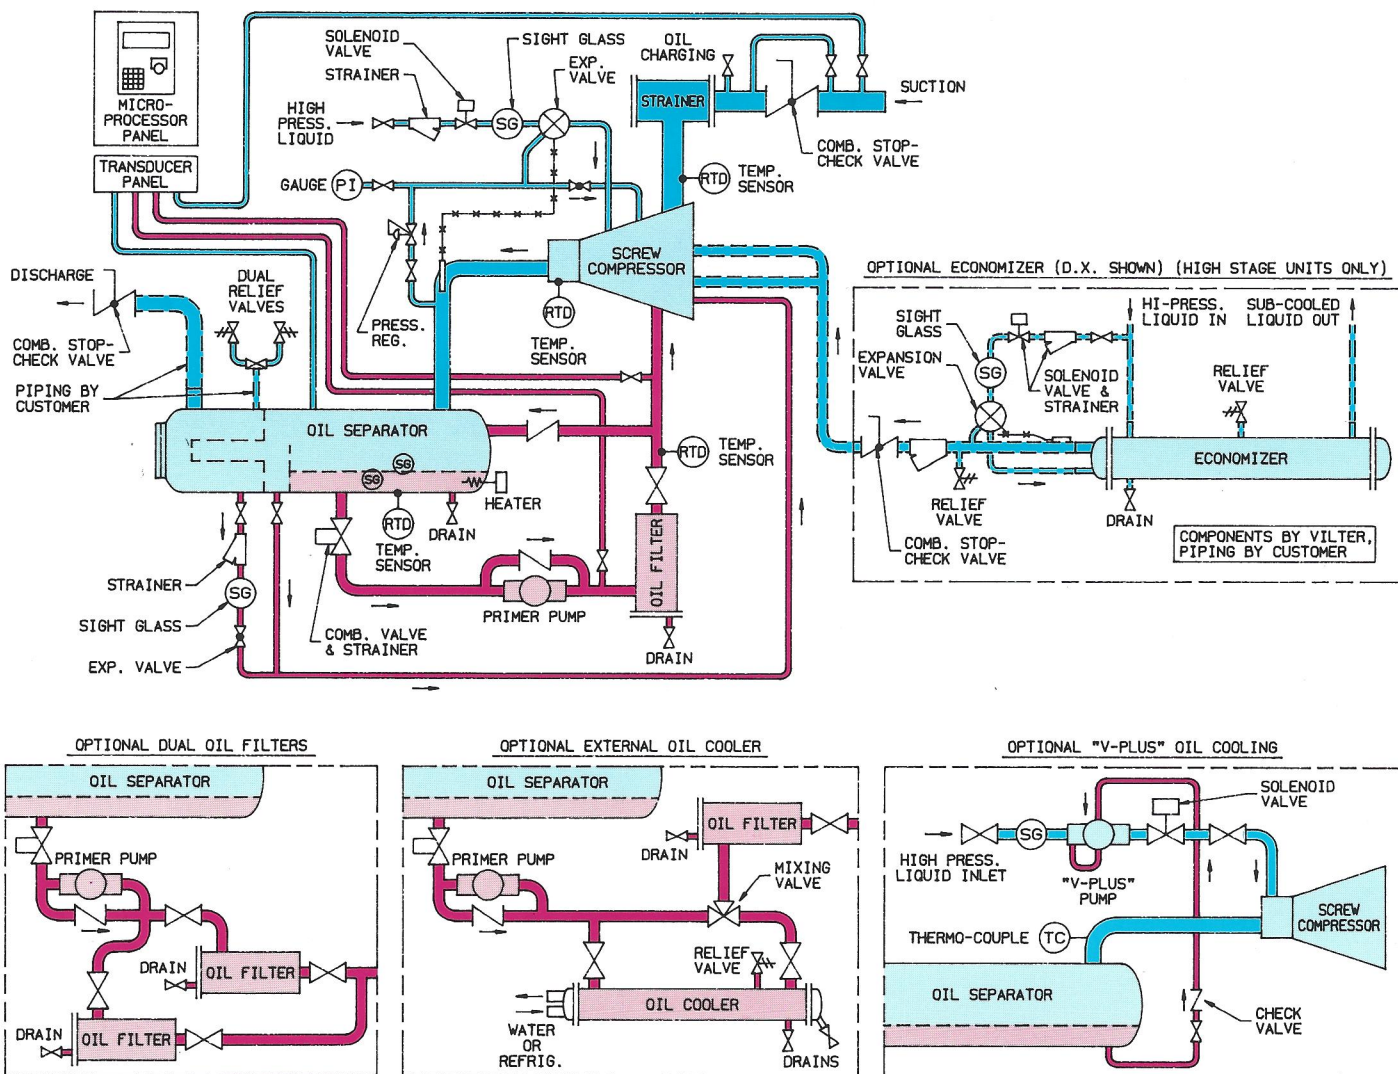 MICRO-
PROCESSOR
PANEL
TRANSDUCER
PANEL
SOLENOID
VALVE
STRAINER
HIGH
PRESS.
LIQUID
SIGHT GLASS
SG
EXP.
VALVE
OIL
CHARGING
STRAINER
SUCTION
COMB. STOP-
CHECK VALVE
GAUGE
PI
RTD
TEMP.
SENSOR
SCREW
COMPRESSOR
RTD
TEMP.
SENSOR
PRESS.
REG.
DISCHARGE
DUAL
RELIEF
VALVES
COMB. STOP-
CHECK VALVE
PIPING BY
CUSTOMER
OIL SEPARATOR
SG
SG
HEATER
RTD
TEMP.
SENSOR
DRAIN
RTD
TEMP.
SENSOR
STRAINER
SG
SIGHT GLASS
EXP. VALVE
COMB. VALVE
& STRAINER
PRIMER PUMP
OIL FILTER
DRAIN
OPTIONAL ECONOMIZER (D.X. SHOWN) (HIGH STAGE UNITS ONLY)
SIGHT
GLASS
HI-PRESS.
LIQUID IN
SUB-COOLED
LIQUID OUT
EXPANSION
VALVE
SG
SOLENOID
VALVE &
STRAINER
RELIEF
VALVE
ECONOMIZER
RELIEF
VALVE
DRAIN
COMB. STOP-
CHECK VALVE
COMPONENTS BY VILTER,
PIPING BY CUSTOMER
OPTIONAL DUAL OIL FILTERS
OIL SEPARATOR
PRIMER PUMP
DRAIN
OIL FILTER
DRAIN
OIL FILTER
OPTIONAL EXTERNAL OIL COOLER
OIL SEPARATOR
PRIMER PUMP
OIL FILTER
DRAIN
MIXING
VALVE
RELIEF
VALVE
OIL COOLER
WATER
OR
REFRIG.
DRAINS
OPTIONAL "V-PLUS" OIL COOLING
SOLENOID
VALVE
SG
HIGH PRESS.
LIQUID INLET
"V-PLUS"
PUMP
SCREW
COMPRESSOR
THERMO-COUPLE
TC
OIL SEPARATOR
CHECK
VALVE